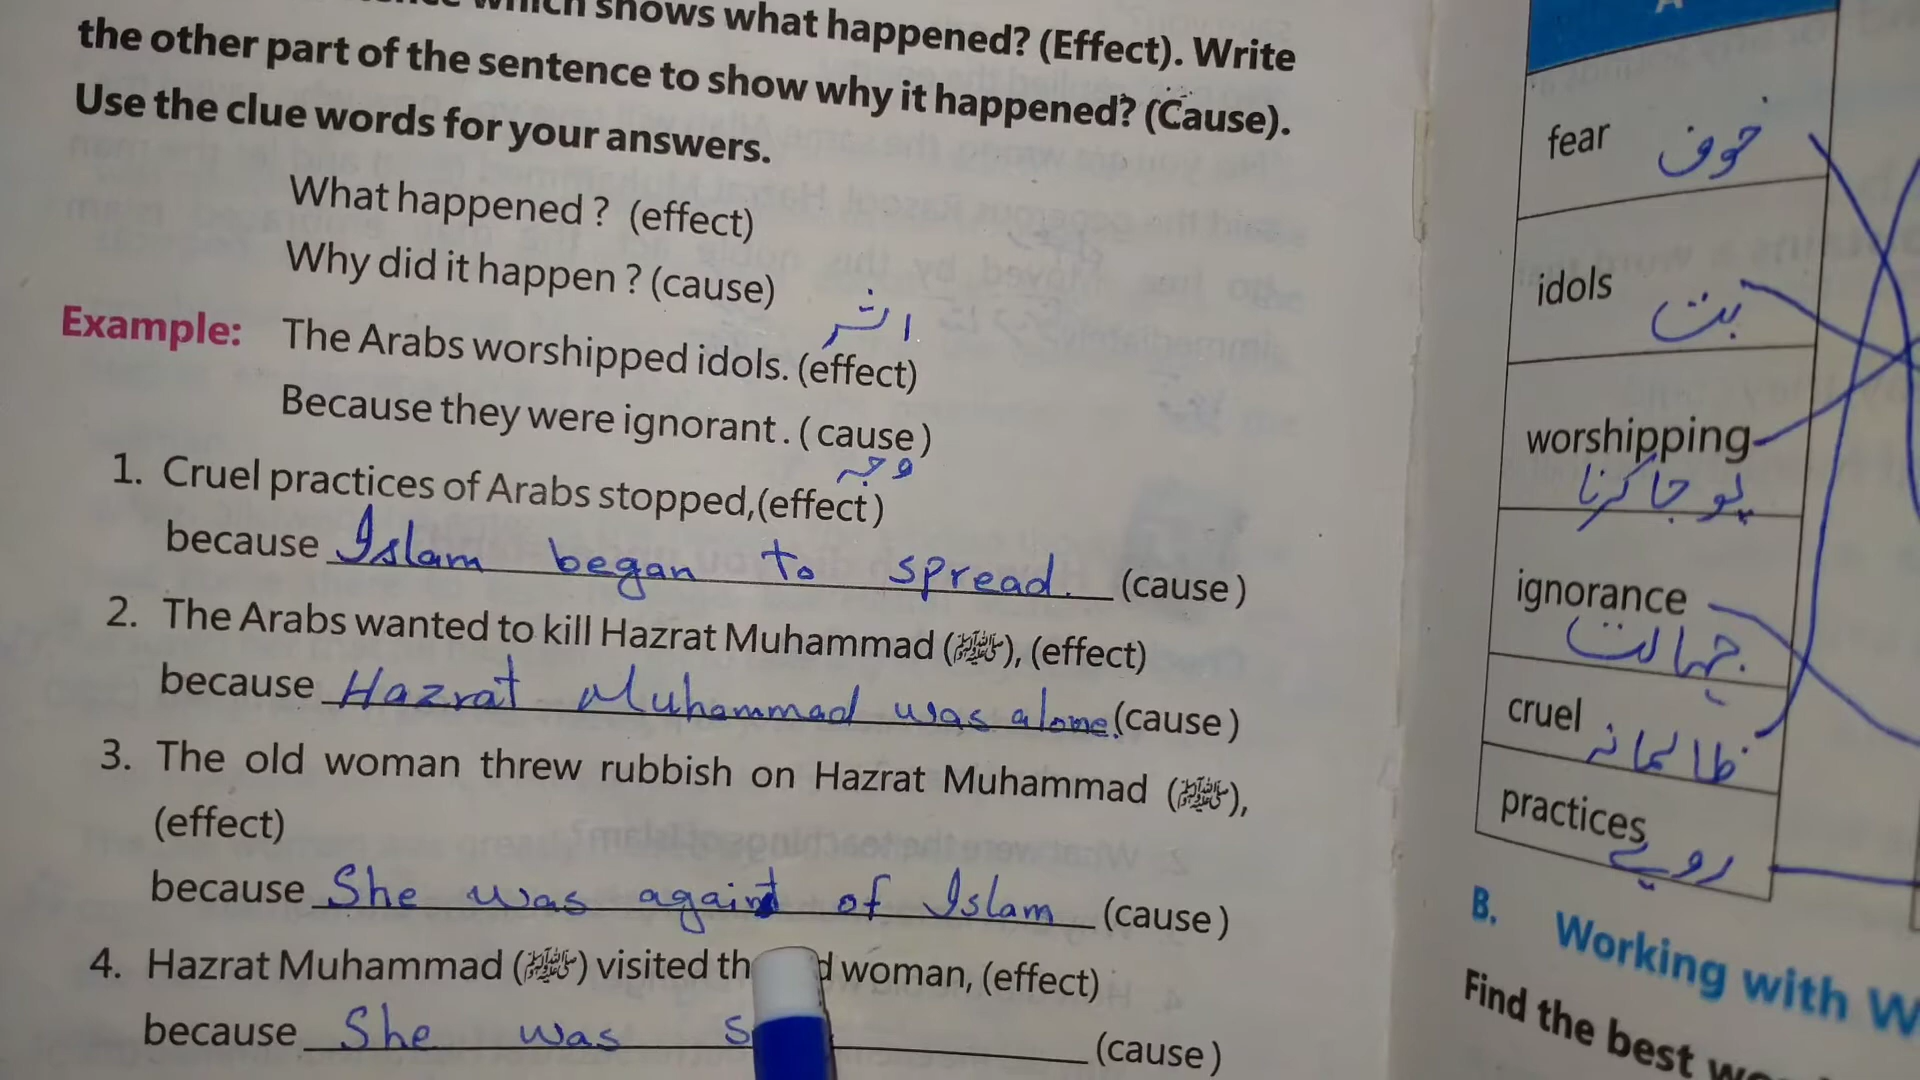 which shows what happened? (Effect). Write
the other part of the sentence to show why it happened? (Cause).
Use the clue words for your answers.
What happened ? (effect)
Why did it happen ? (cause)
اثر
Example: The Arabs worshipped idols. (effect)
Because they were ignorant . ( cause )
وجہ
1. Cruel practices of Arabs stopped,(effect )
because Islam began to spread. (cause )
2. The Arabs wanted to kill Hazrat Muhammad (ﷺ), (effect)
because Hazrat Muhammad was alone. (cause )
3. The old woman threw rubbish on Hazrat Muhammad (ﷺ),
(effect)
because She was against of Islam (cause )
4. Hazrat Muhammad (ﷺ) visited woman, (effect)
because She was (cause )
A
fear خوف
idols بت
worshipping
پوجا کرنا
ignorance
جہالت
cruel ظالمانہ
practices
رویے
B. Working with
Find the best